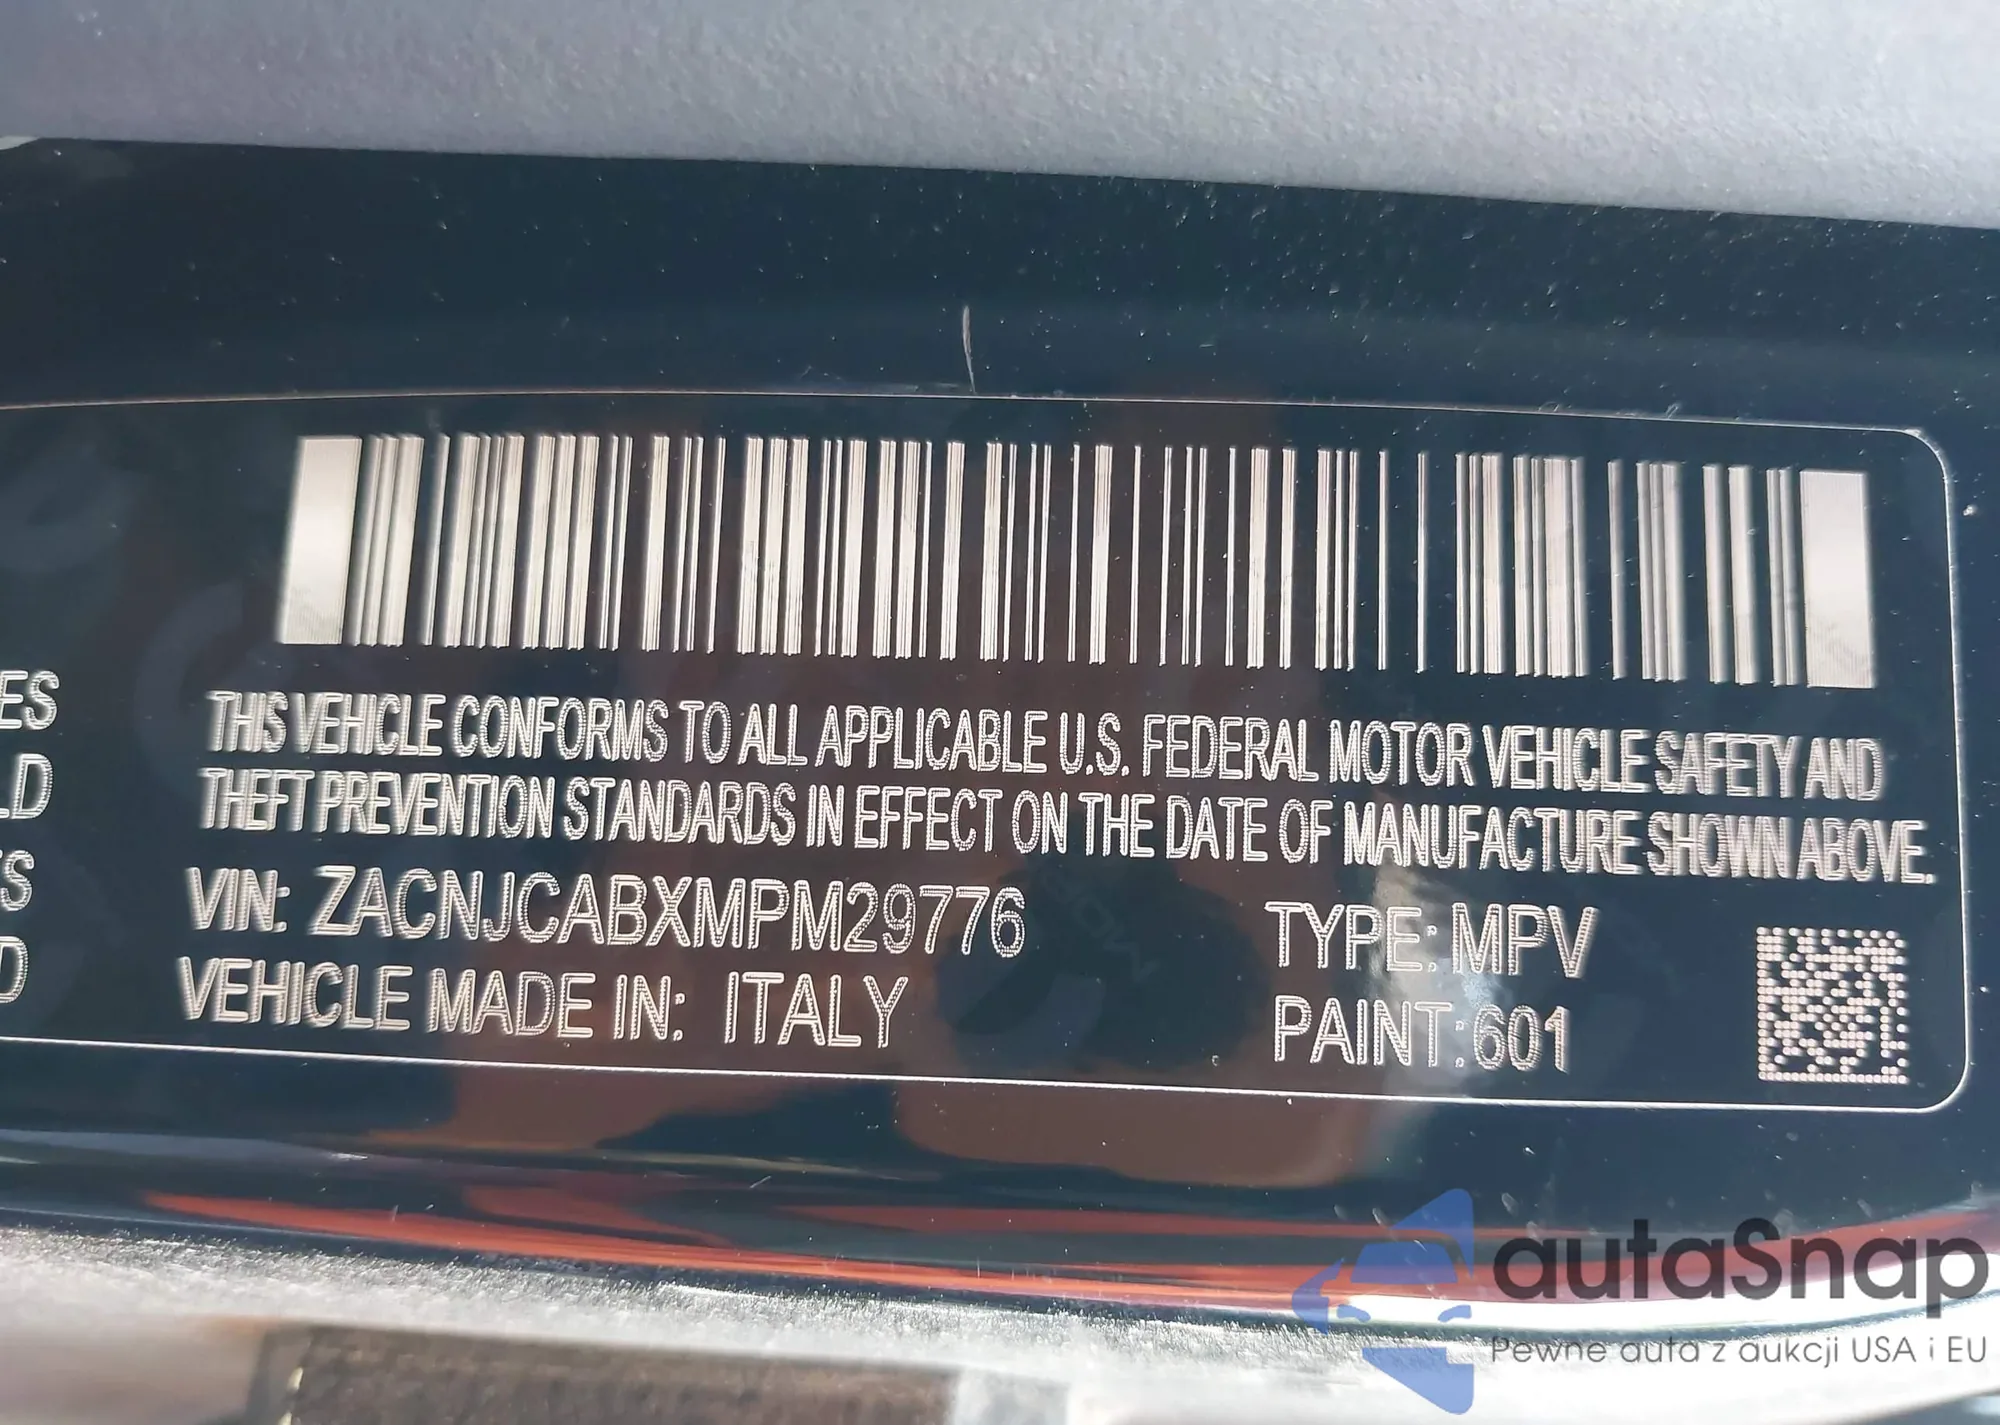 THIS VEHICLE CONFORMS TO ALL APPLICABLE U.S. FEDERAL MOTOR VEHICLE SAFETY AND
THEFT PREVENTION STANDARDS IN EFFECT ON THE DATE OF MANUFACTURE SHOWN ABOVE.
VIN: ZACNJCABXMPM29776
TYPE: MPV
VEHICLE MADE IN: ITALY
PAINT: 601
ES
LD
D
autaSnap
Pewne auta z aukcji USA i EU